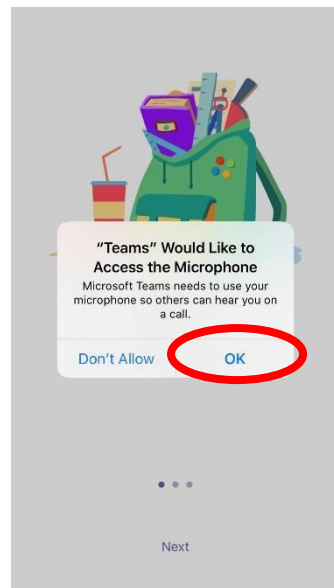 "Teams" Would Like to
Access the Microphone
Microsoft Teams needs to use your
microphone so others can hear you on
a call.
Don't Allow
OK
Next